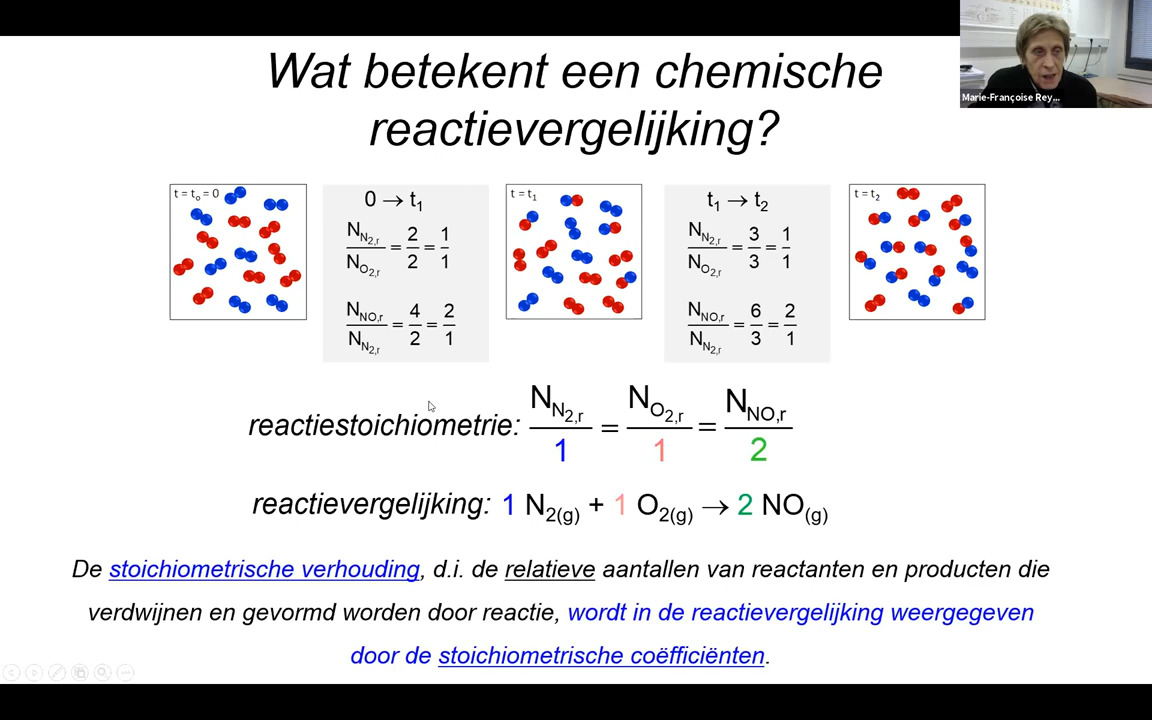 Wat betekent een chemische
reactievergelijking?
Marie-Françoise Rey...
t = t₀ = 0
0 → t₁
N_N₂,r / N_O₂,r = 2/2 = 1/1
N_NO,r / N_N₂,r = 4/2 = 2/1
t = t₁
t₁ → t₂
N_N₂,r / N_O₂,r = 3/3 = 1/1
N_NO,r / N_N₂,r = 6/3 = 2/1
t = t₂
reactiestoichiometrie: N_N₂,r / 1 = N_O₂,r / 1 = N_NO,r / 2
reactievergelijking: 1 N₂(g) + 1 O₂(g) → 2 NO(g)
De stoichiometrische verhouding, d.i. de relatieve aantallen van reactanten en producten die
verdwijnen en gevormd worden door reactie, wordt in de reactievergelijking weergegeven
door de stoichiometrische coëfficiënten.